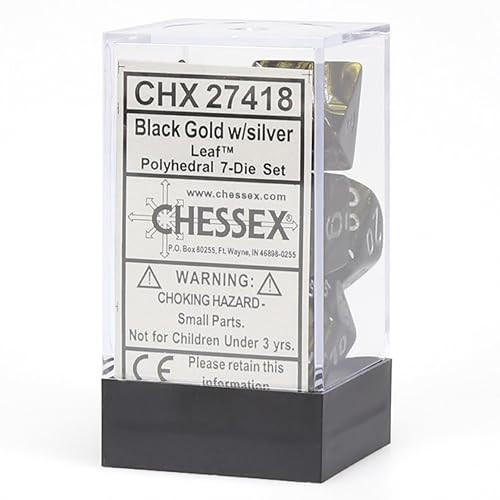 CHX 27418
Black Gold w/silver
Leaf™
Polyhedral 7-Die Set
www.chessex.com
CHESSEX®
P.O. Box 80255, Ft. Wayne, IN 46898-0255
WARNING:
CHOKING HAZARD-
Small Parts.
Not for Children Under 3 yrs.
CE Please retain this
information